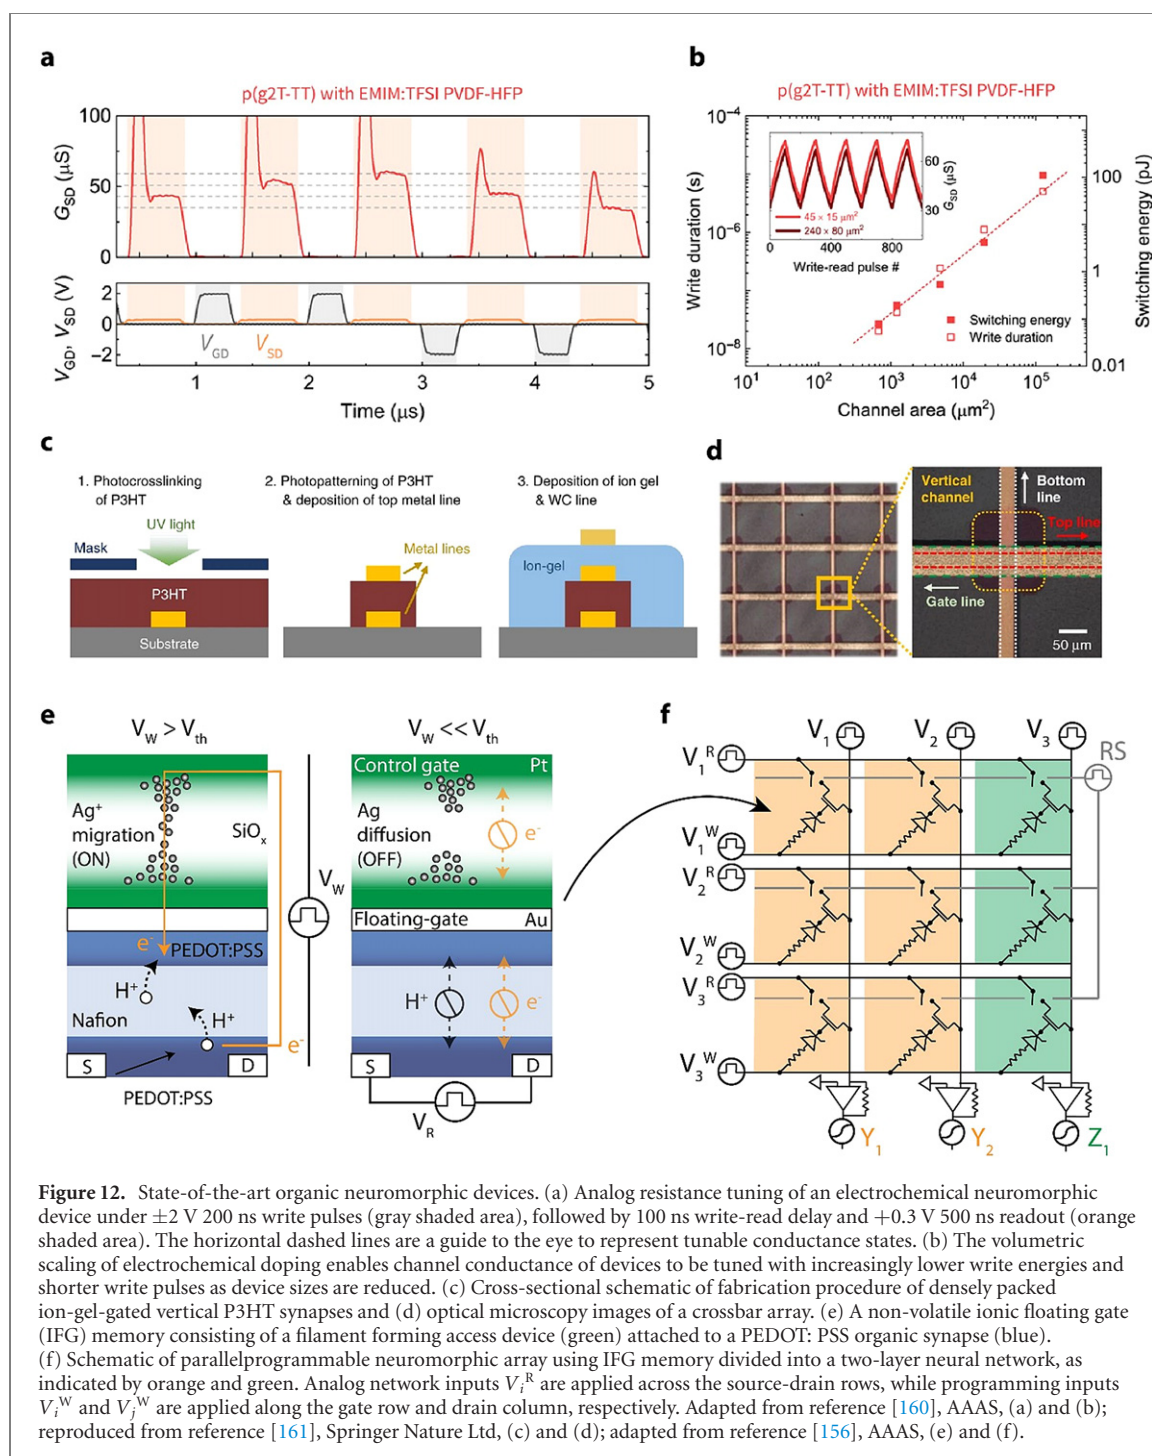 a
p(g2T-TT) with EMIM:TFSI PVDF-HFP
100
50
0
G_SD (μS)
2
0
−2
V_GD, V_SD (V)
V_GD
V_SD
1
2
3
4
5
Time (μs)
b
p(g2T-TT) with EMIM:TFSI PVDF-HFP
10⁻⁴
10⁻⁶
10⁻⁸
Write duration (s)
60
30
G_SD (μS)
45 × 15 μm²
240 × 80 μm²
0
400
800
Write-read pulse #
Switching energy
Write duration
100
1
0.01
Switching energy (pJ)
10¹
10²
10³
10⁴
10⁵
Channel area (μm²)
c
1. Photocrosslinking
of P3HT
UV light
Mask
P3HT
Substrate
2. Photopatterning of P3HT
& deposition of top metal line
Metal lines
3. Deposition of ion gel
& WC line
Ion-gel
d
Vertical
channel
Bottom
line
Top line
Gate line
50 μm
e
V_W > V_th
V_W << V_th
Ag⁺
migration
(ON)
SiO_x
e⁻
PEDOT:PSS
H⁺
Nafion
H⁺
e⁻
S
D
PEDOT:PSS
V_W
Control gate
Pt
Ag
diffusion
(OFF)
e⁻
Floating-gate
Au
H⁺
e⁻
S
D
V_R
f
V₁
V₂
V₃
RS
V₁ᴿ
V₁ᵂ
V₂ᴿ
V₂ᵂ
V₃ᴿ
V₃ᵂ
Y₁
Y₂
Z₁
Figure 12. State-of-the-art organic neuromorphic devices. (a) Analog resistance tuning of an electrochemical neuromorphic
device under ±2 V 200 ns write pulses (gray shaded area), followed by 100 ns write-read delay and +0.3 V 500 ns readout (orange
shaded area). The horizontal dashed lines are a guide to the eye to represent tunable conductance states. (b) The volumetric
scaling of electrochemical doping enables channel conductance of devices to be tuned with increasingly lower write energies and
shorter write pulses as device sizes are reduced. (c) Cross-sectional schematic of fabrication procedure of densely packed
ion-gel-gated vertical P3HT synapses and (d) optical microscopy images of a crossbar array. (e) A non-volatile ionic floating gate
(IFG) memory consisting of a filament forming access device (green) attached to a PEDOT: PSS organic synapse (blue).
(f) Schematic of parallelprogrammable neuromorphic array using IFG memory divided into a two-layer neural network, as
indicated by orange and green. Analog network inputs V_i^R are applied across the source-drain rows, while programming inputs
V_i^W and V_j^W are applied along the gate row and drain column, respectively. Adapted from reference [160], AAAS, (a) and (b);
reproduced from reference [161], Springer Nature Ltd, (c) and (d); adapted from reference [156], AAAS, (e) and (f).